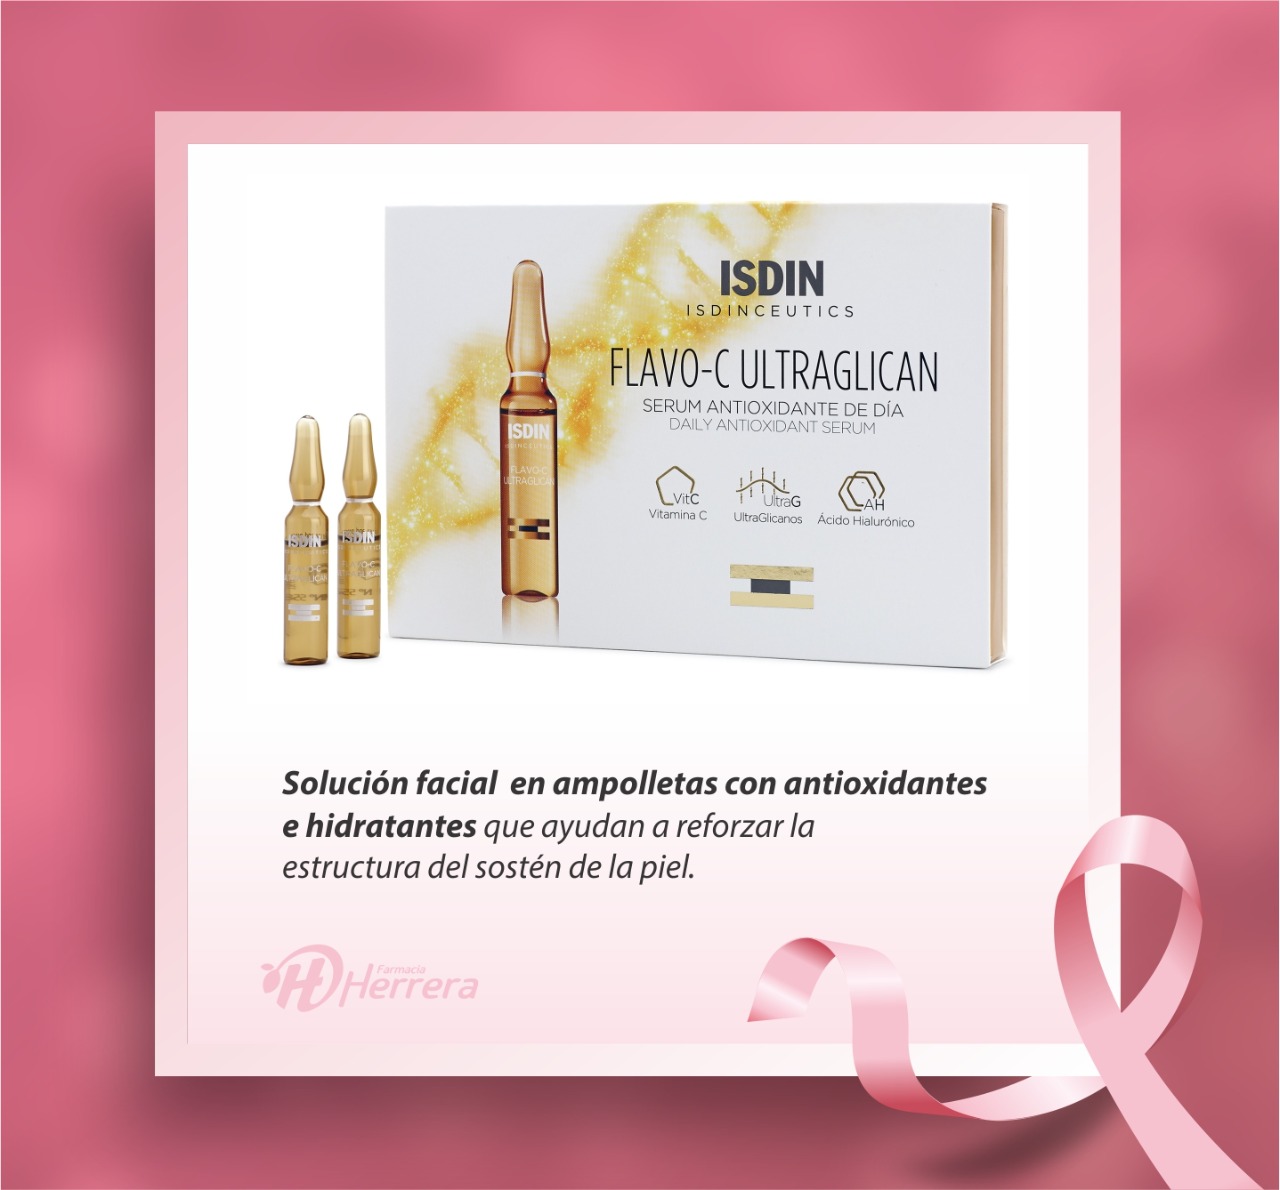 ISDIN
ISDINCEUTICS
FLAVO-C ULTRAGLICAN
SERUM ANTIOXIDANTE DE DÍA
DAILY ANTIOXIDANT SERUM
VitC
Vitamina C
UltraG
UltraGlicanos
AH
Ácido Hialurónico
ISDIN
ISDINCEUTICS
FLAVO-C
ULTRAGLICAN
ISDIN
ISDIN
Solución facial en ampolletas con antioxidantes
e hidratantes que ayudan a reforzar la
estructura del sostén de la piel.
Farmacia
Herrera